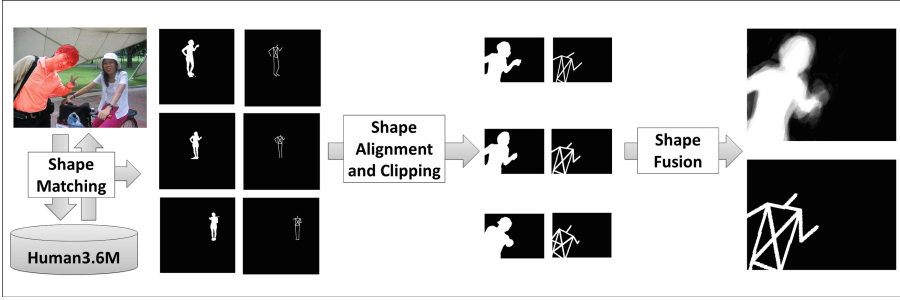 Shape
Matching
Human3.6M
Shape
Alignment
and Clipping
Shape
Fusion